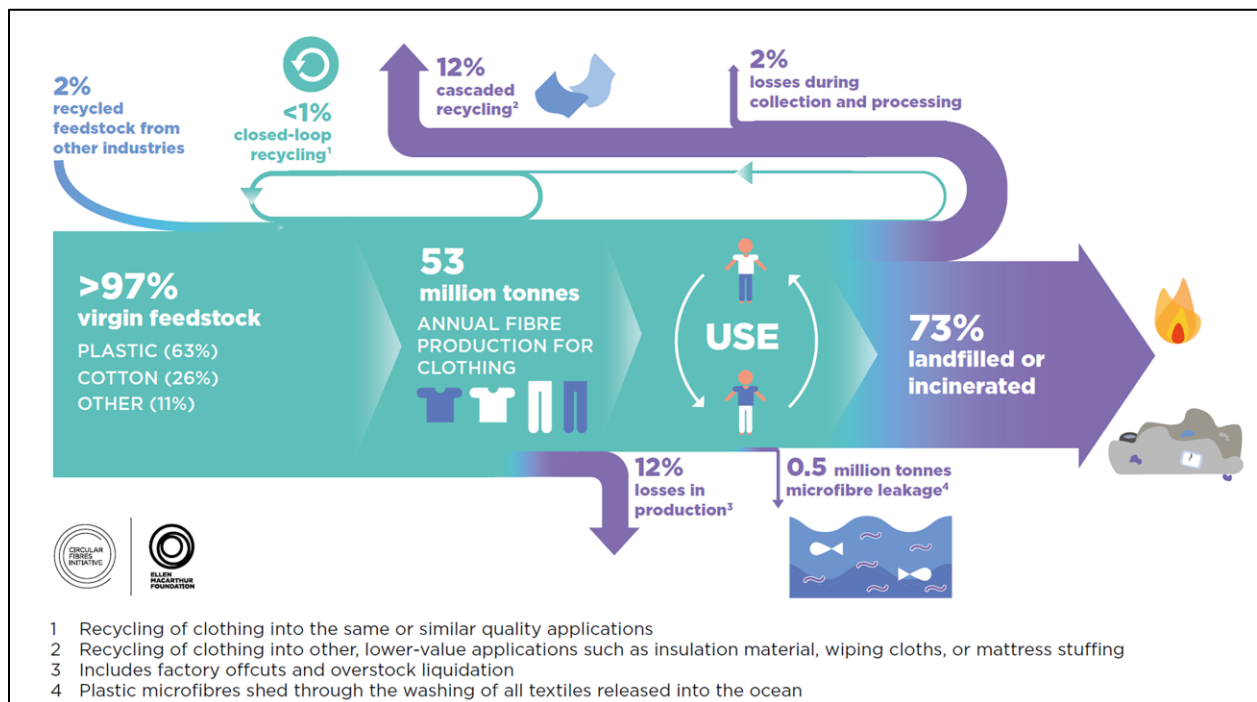 2%
recycled
feedstock from
other industries
<1%
closed-loop
recycling¹
12%
cascaded
recycling²
2%
losses during
collection and processing
>97%
virgin feedstock
PLASTIC (63%)
COTTON (26%)
OTHER (11%)
53
million tonnes
ANNUAL FIBRE
PRODUCTION FOR
CLOTHING
USE
73%
landfilled or
incinerated
12%
losses in
production³
0.5 million tonnes
microfibre leakage⁴
CIRCULAR
FIBRES
INITIATIVE
ELLEN
MACARTHUR
FOUNDATION
1 Recycling of clothing into the same or similar quality applications
2 Recycling of clothing into other, lower-value applications such as insulation material, wiping cloths, or mattress stuffing
3 Includes factory offcuts and overstock liquidation
4 Plastic microfibres shed through the washing of all textiles released into the ocean